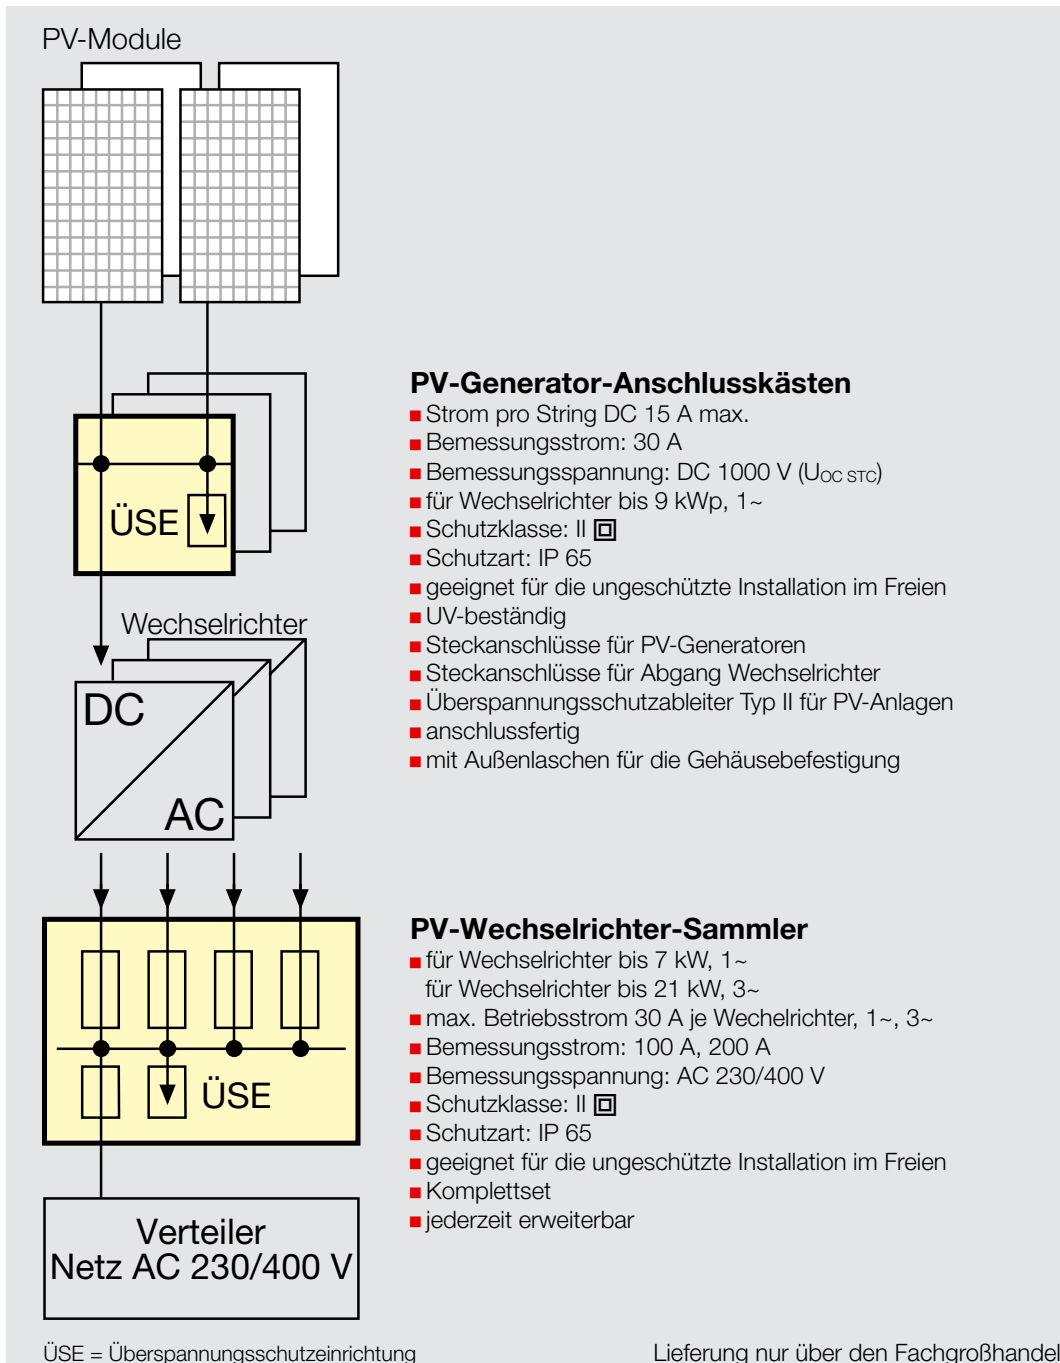 PV-Module
PV-Generator-Anschlusskästen
Strom pro String DC 15 A max.
Bemessungsstrom: 30 A
Bemessungsspannung: DC 1000 V (UOC STC)
für Wechselrichter bis 9 kWp, 1~
Schutzklasse: II
Schutzart: IP 65
geeignet für die ungeschützte Installation im Freien
UV-beständig
Steckanschlüsse für PV-Generatoren
Steckanschlüsse für Abgang Wechselrichter
Überspannungsschutzableiter Typ II für PV-Anlagen
anschlussfertig
mit Außenlaschen für die Gehäusebefestigung
ÜSE
Wechselrichter
DC
AC
PV-Wechselrichter-Sammler
für Wechselrichter bis 7 kW, 1~
für Wechselrichter bis 21 kW, 3~
max. Betriebsstrom 30 A je Wechelrichter, 1~, 3~
Bemessungsstrom: 100 A, 200 A
Bemessungsspannung: AC 230/400 V
Schutzklasse: II
Schutzart: IP 65
geeignet für die ungeschützte Installation im Freien
Komplettset
jederzeit erweiterbar
ÜSE
Verteiler
Netz AC 230/400 V
ÜSE = Überspannungsschutzeinrichtung
Lieferung nur über den Fachgroßhandel